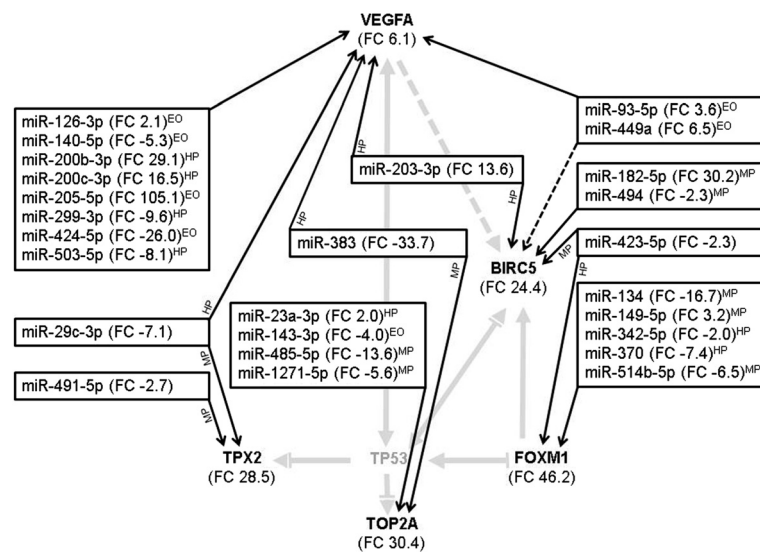 VEGFA
(FC 6.1)
miR-126-3p (FC 2.1)EO
miR-140-5p (FC -5.3)EO
miR-200b-3p (FC 29.1)HP
miR-200c-3p (FC 16.5)HP
miR-205-5p (FC 105.1)EO
miR-299-3p (FC -9.6)HP
miR-424-5p (FC -26.0)EO
miR-503-5p (FC -8.1)HP
miR-93-5p (FC 3.6)EO
miR-449a (FC 6.5)EO
HP
miR-203-3p (FC 13.6)
HP
miR-182-5p (FC 30.2)MP
miR-494 (FC -2.3)MP
HP
miR-383 (FC -33.7)
MP
MP
miR-423-5p (FC -2.3)
HP
BIRC5
(FC 24.4)
miR-134 (FC -16.7)MP
miR-149-5p (FC 3.2)MP
miR-342-5p (FC -2.0)HP
miR-370 (FC -7.4)HP
miR-514b-5p (FC -6.5)MP
HP
miR-29c-3p (FC -7.1)
MP
miR-23a-3p (FC 2.0)HP
miR-143-3p (FC -4.0)EO
miR-485-5p (FC -13.6)MP
miR-1271-5p (FC -5.6)MP
miR-491-5p (FC -2.7)
MP
TPX2
(FC 28.5)
TP53
FOXM1
(FC 46.2)
TOP2A
(FC 30.4)